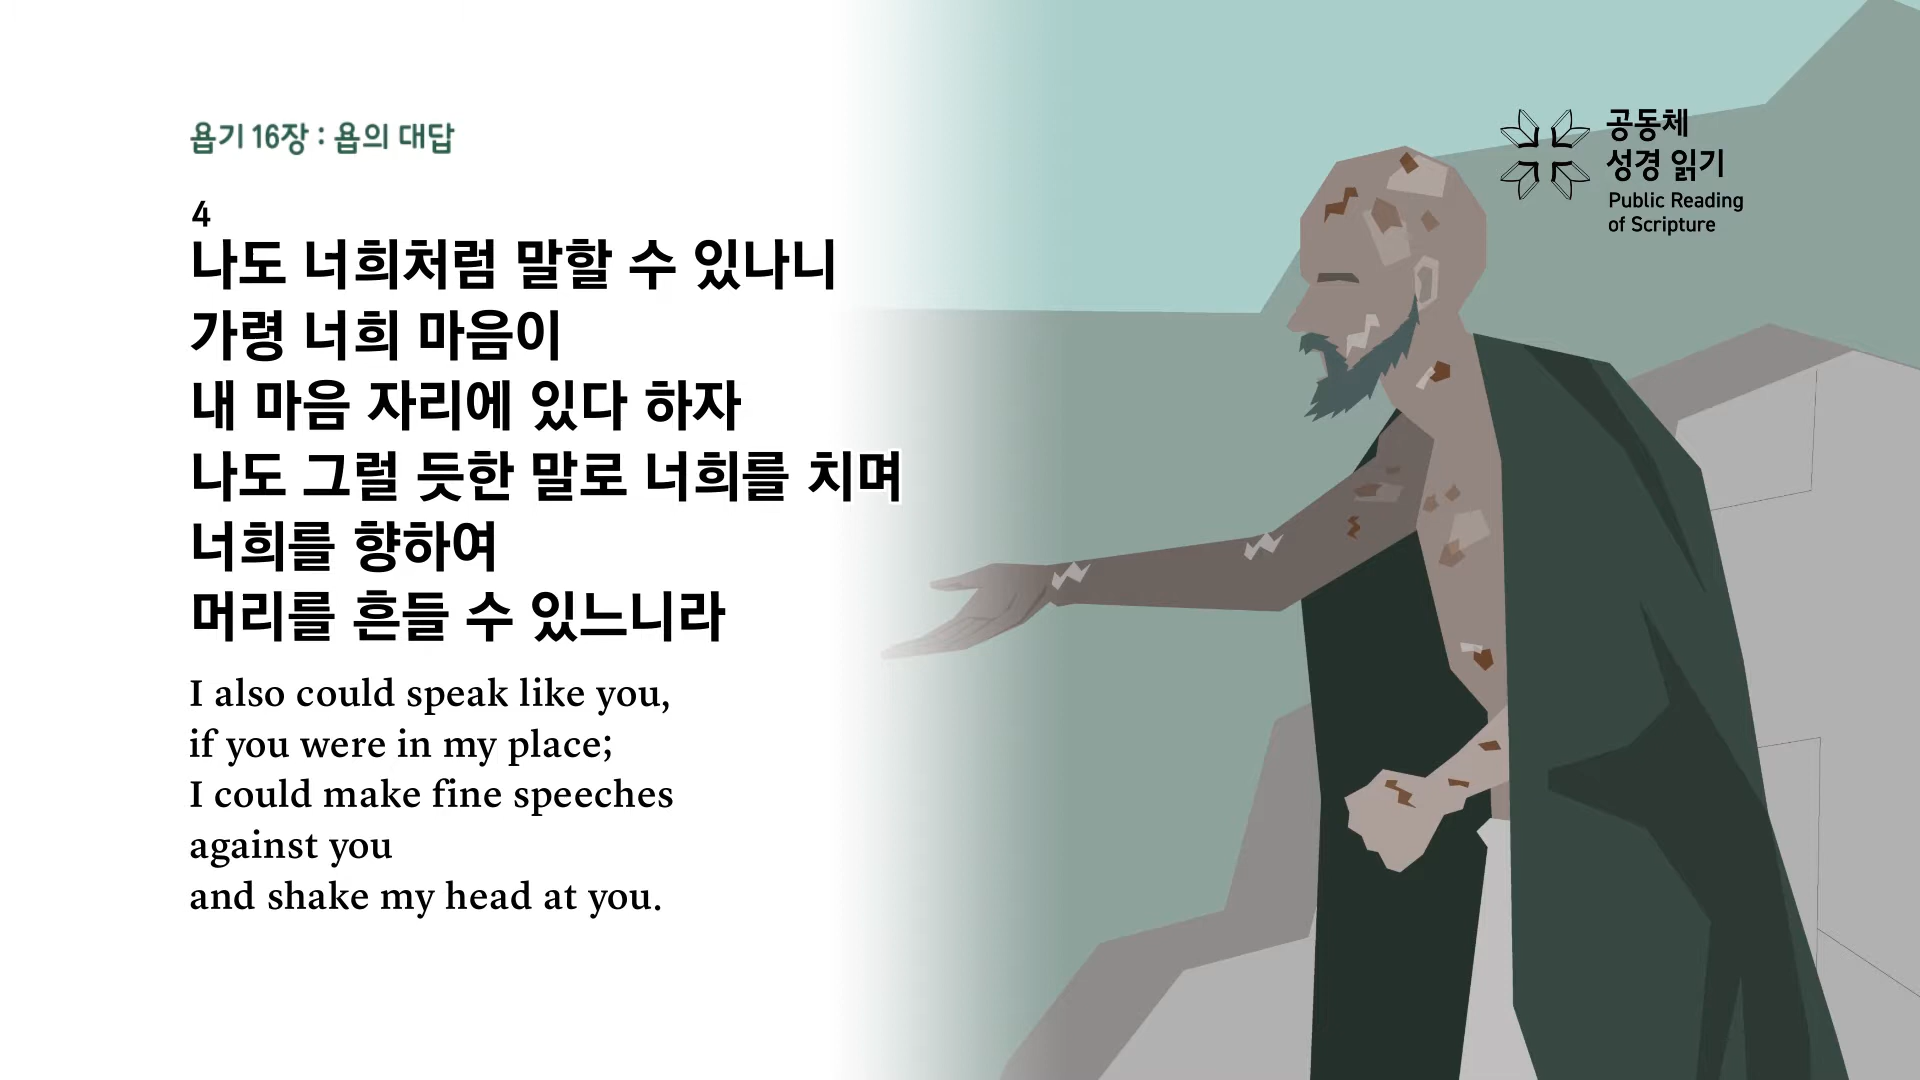 욥기 16장 : 욥의 대답
4
나도 너희처럼 말할 수 있나니
가령 너희 마음이
내 마음 자리에 있다 하자
나도 그럴 듯한 말로 너희를 치며
너희를 향하여
머리를 흔들 수 있느니라
I also could speak like you,
if you were in my place;
I could make fine speeches
against you
and shake my head at you.
공동체
성경 읽기
Public Reading
of Scripture